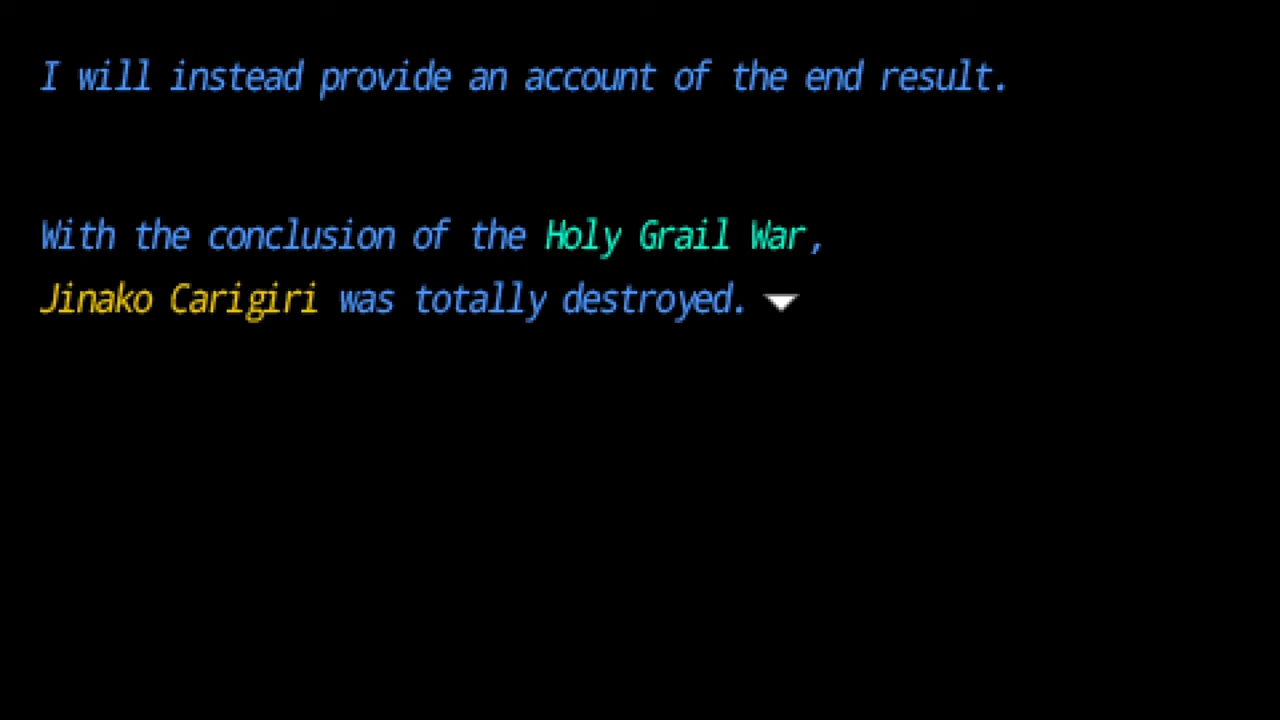 I will instead provide an account of the end result.
With the conclusion of the Holy Grail War,
Jinako Carigiri was totally destroyed.